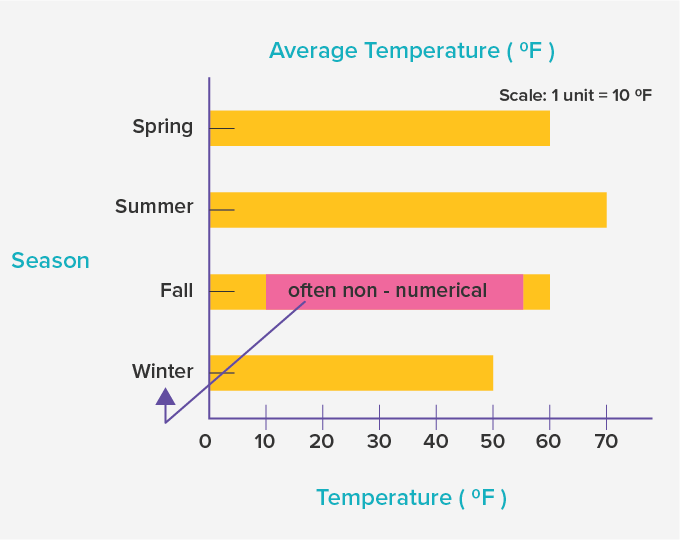 Average Temperature ( ºF )
Scale: 1 unit = 10 ºF
Spring
Summer
Season
Fall
often non - numerical
Winter
0 10 20 30 40 50 60 70
Temperature ( ºF )